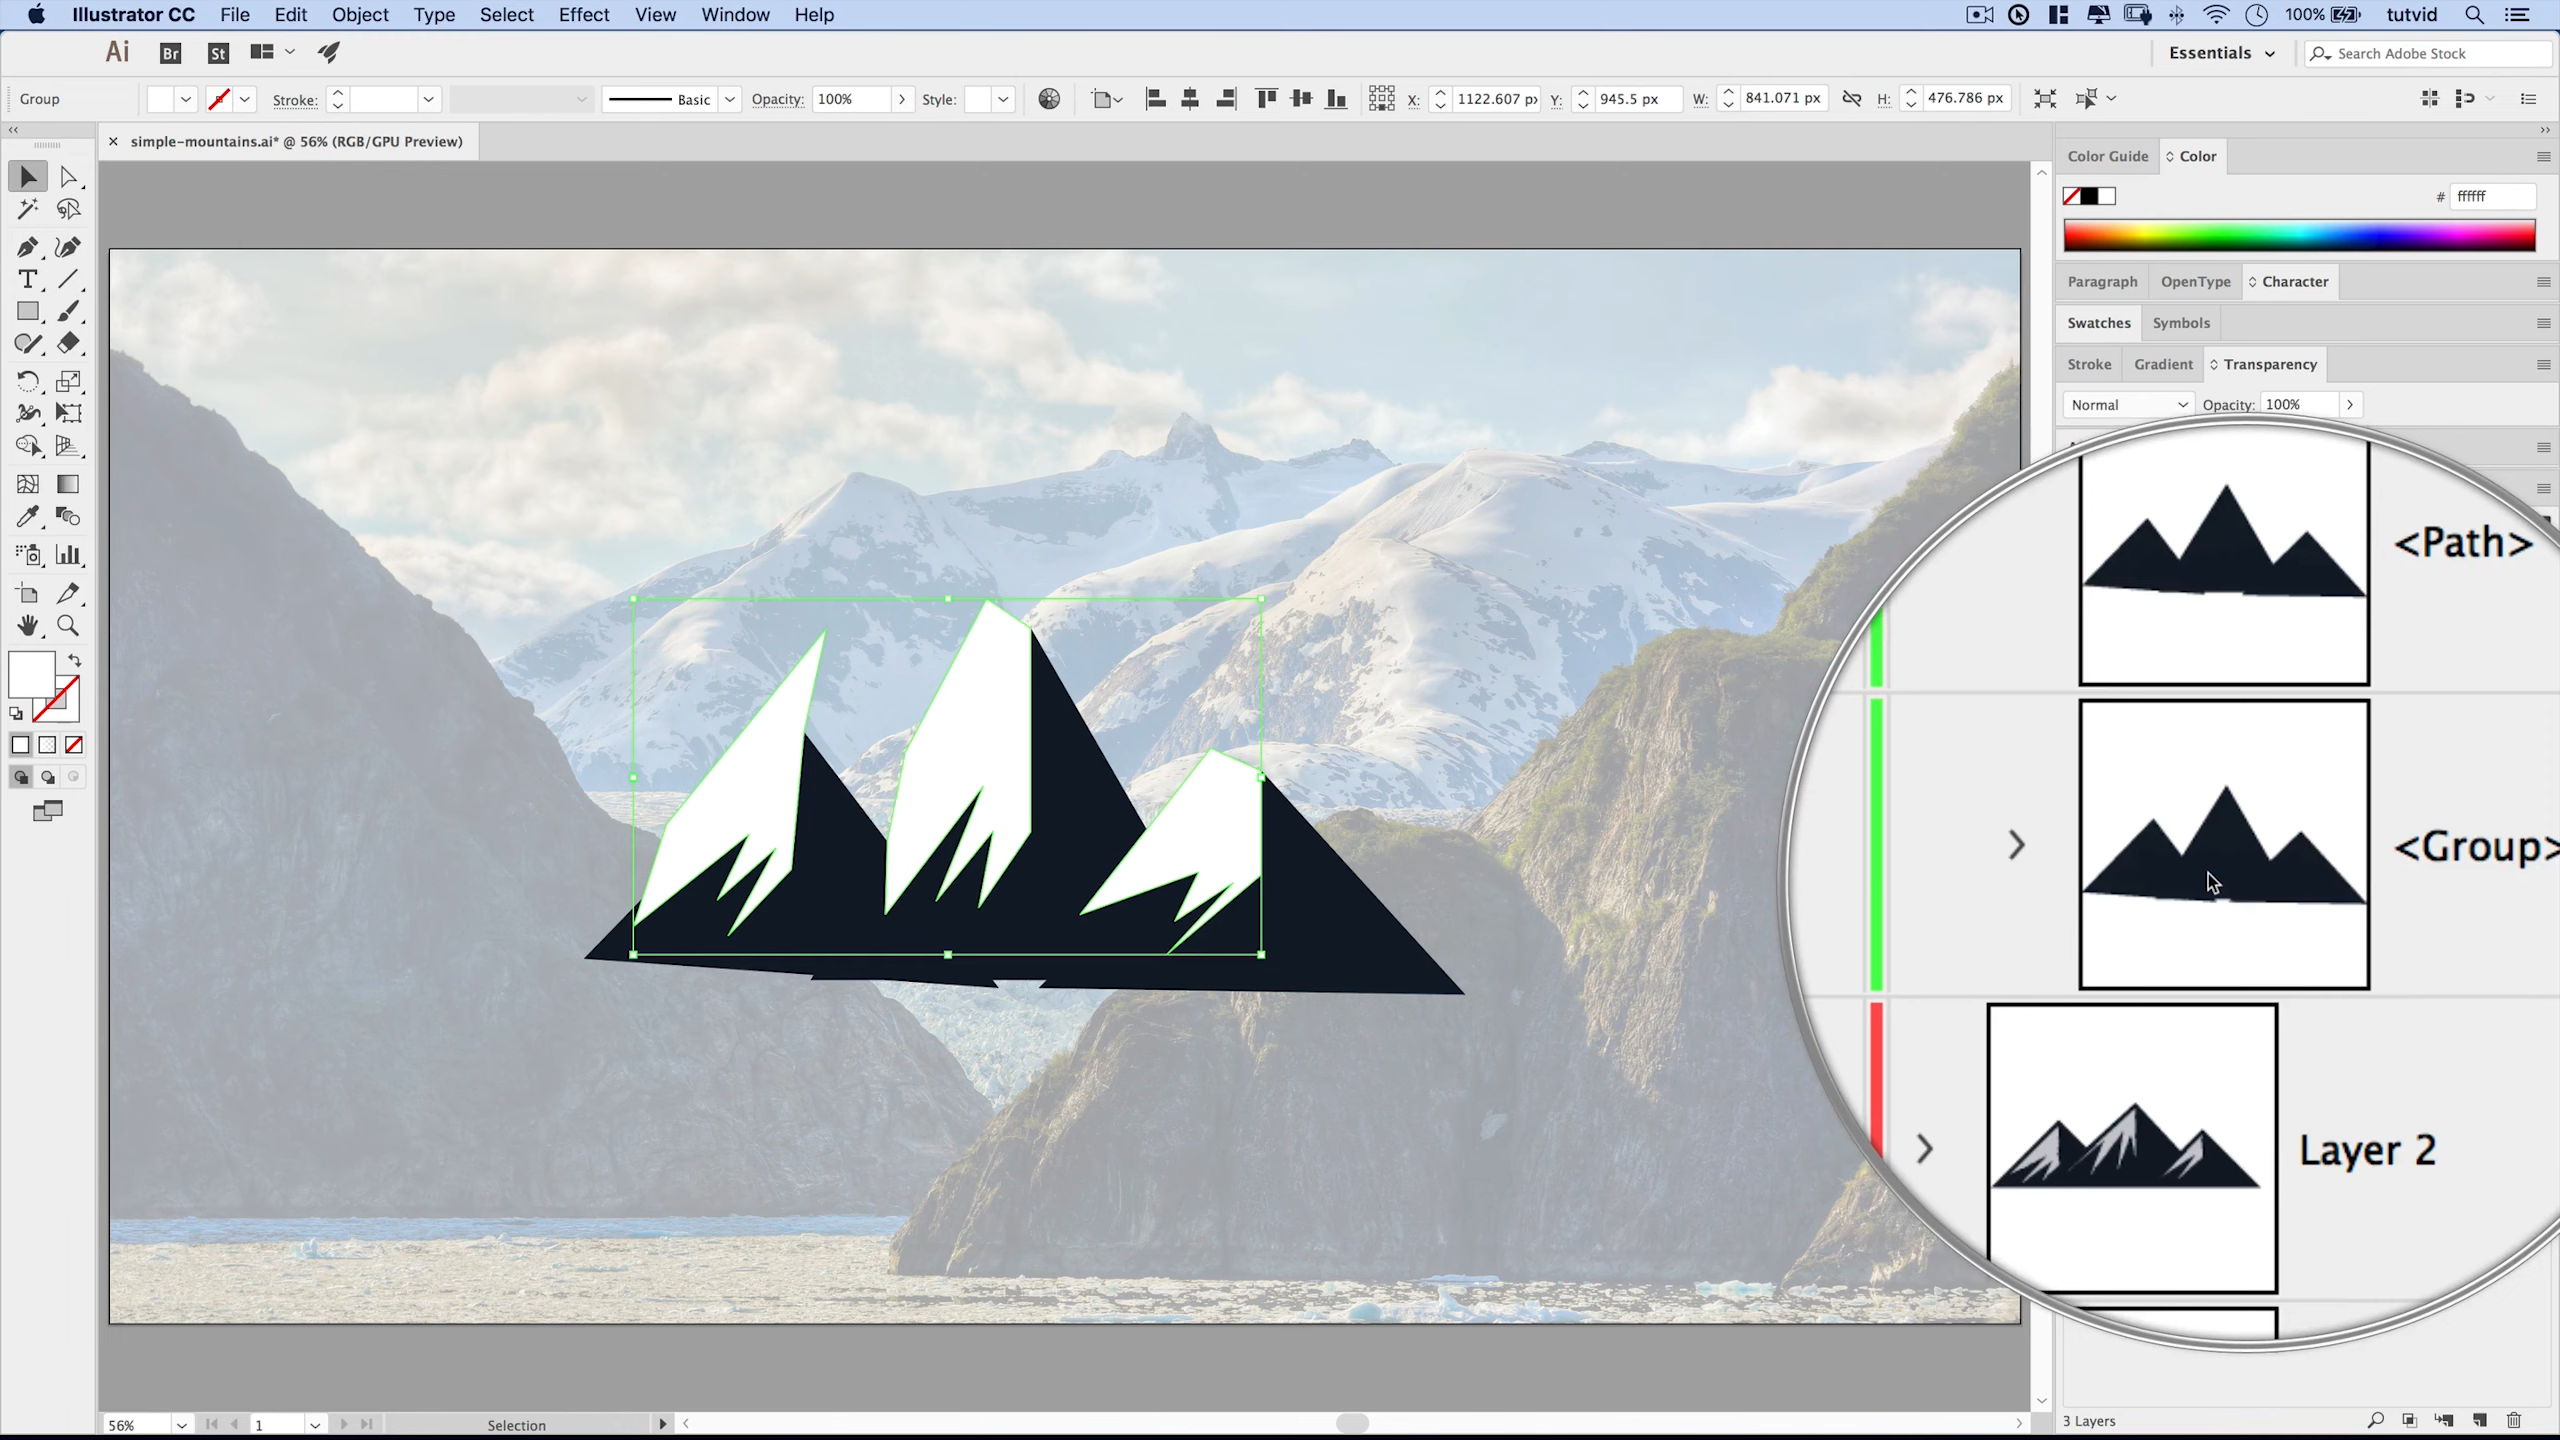 Illustrator CC File Edit Object Type Select Effect View Window Help 100% tutvid
Ai Br St Essentials Search Adobe Stock
Group Stroke: Basic Opacity: 100% Style: X: 1122.607 px Y: 945.5 px W: 841.071 px H: 476.786 px
simple-mountains.ai* @ 56% (RGB/GPU Preview)
Color Guide Color
# ffffff
Paragraph OpenType Character
Swatches Symbols
Stroke Gradient Transparency
Normal Opacity: 100%
<Path>
<Group>
Layer 2
56% 1 Selection
3 Layers